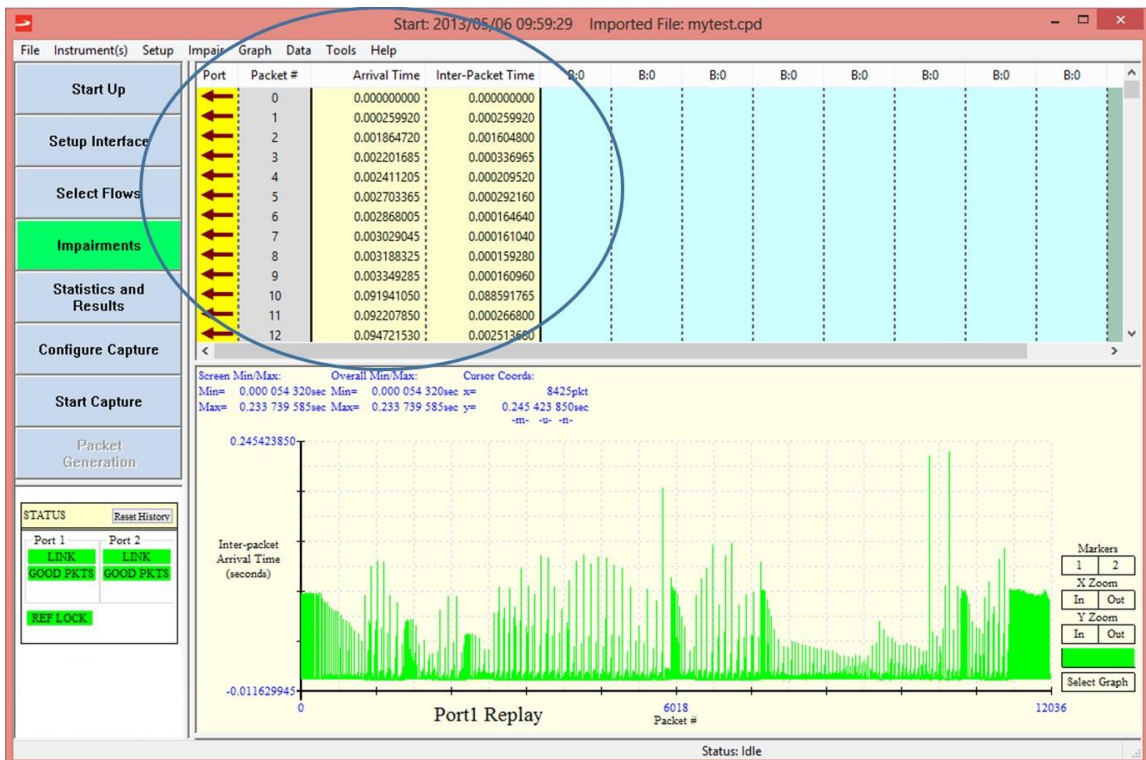 Start: 2013/05/06 09:59:29 Imported File: mytest.cpd
File Instrument(s) Setup Impair Graph Data Tools Help
Start Up
Setup Interface
Select Flows
Impairments
Statistics and
Results
Configure Capture
Start Capture
Packet
Generation
STATUS Reset History
Port 1 Port 2
LINK LINK
GOOD PKTS GOOD PKTS
REF LOCK
Port Packet # Arrival Time Inter-Packet Time B:0 B:0 B:0 B:0 B:0 B:0 B:0 B:0
0 0.000000000 0.000000000
1 0.000259920 0.000259920
2 0.001864720 0.001604800
3 0.002201685 0.000336965
4 0.002411205 0.000209520
5 0.002703365 0.000292160
6 0.002868005 0.000164640
7 0.003029045 0.000161040
8 0.003188325 0.000159280
9 0.003349285 0.000160960
10 0.091941050 0.088591765
11 0.092207850 0.000266800
12 0.094721530 0.002513680
Screen Min/Max: Overall Min/Max: Cursor Coords:
Min= 0.000 054 320sec Min= 0.000 054 320sec x= 8425pkt
Max= 0.233 739 585sec Max= 0.233 739 585sec y= 0.245 423 850sec
-m- -u- -n-
0.245423850
Inter-packet
Arrival Time
(seconds)
-0.011629945
0 6018 12036
Port1 Replay Packet #
Markers
1 2
X Zoom
In Out
Y Zoom
In Out
Select Graph
Status: Idle